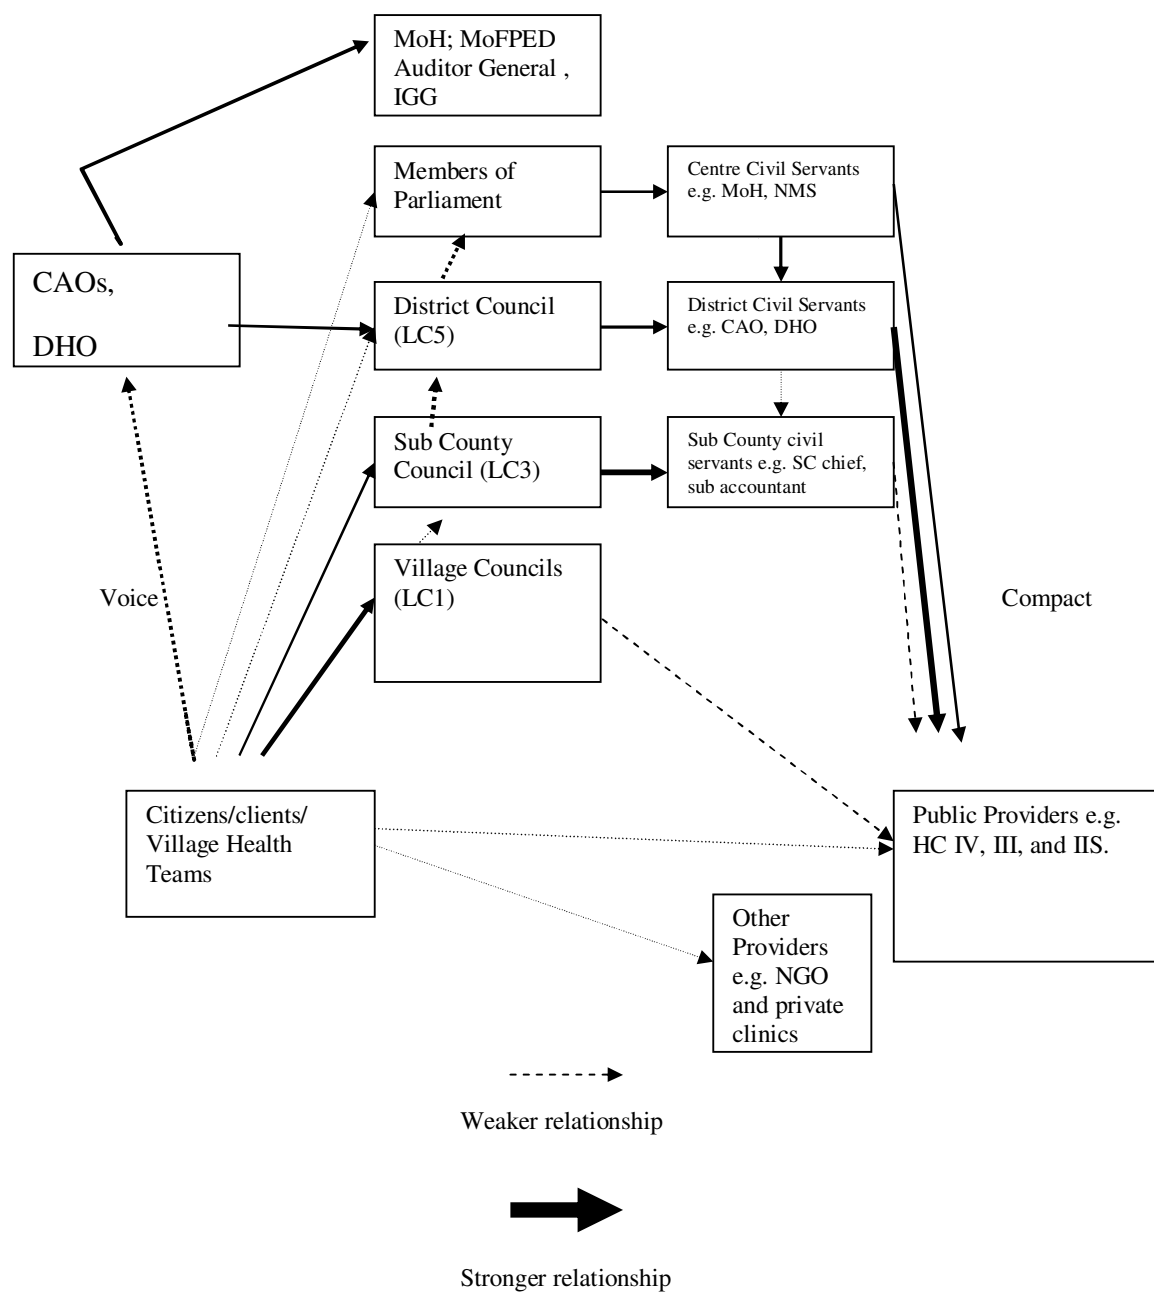 MoH; MoFPED
Auditor General ,
IGG
Members of
Parliament
Centre Civil Servants
e.g. MoH, NMS
CAOs,
DHO
District Council
(LC5)
District Civil Servants
e.g. CAO, DHO
Sub County
Council (LC3)
Sub County civil
servants e.g. SC chief,
sub accountant
Village Councils
(LC1)
Voice
Compact
Citizens/clients/
Village Health
Teams
Public Providers e.g.
HC IV, III, and IIS.
Other
Providers
e.g. NGO
and private
clinics
Weaker relationship
Stronger relationship